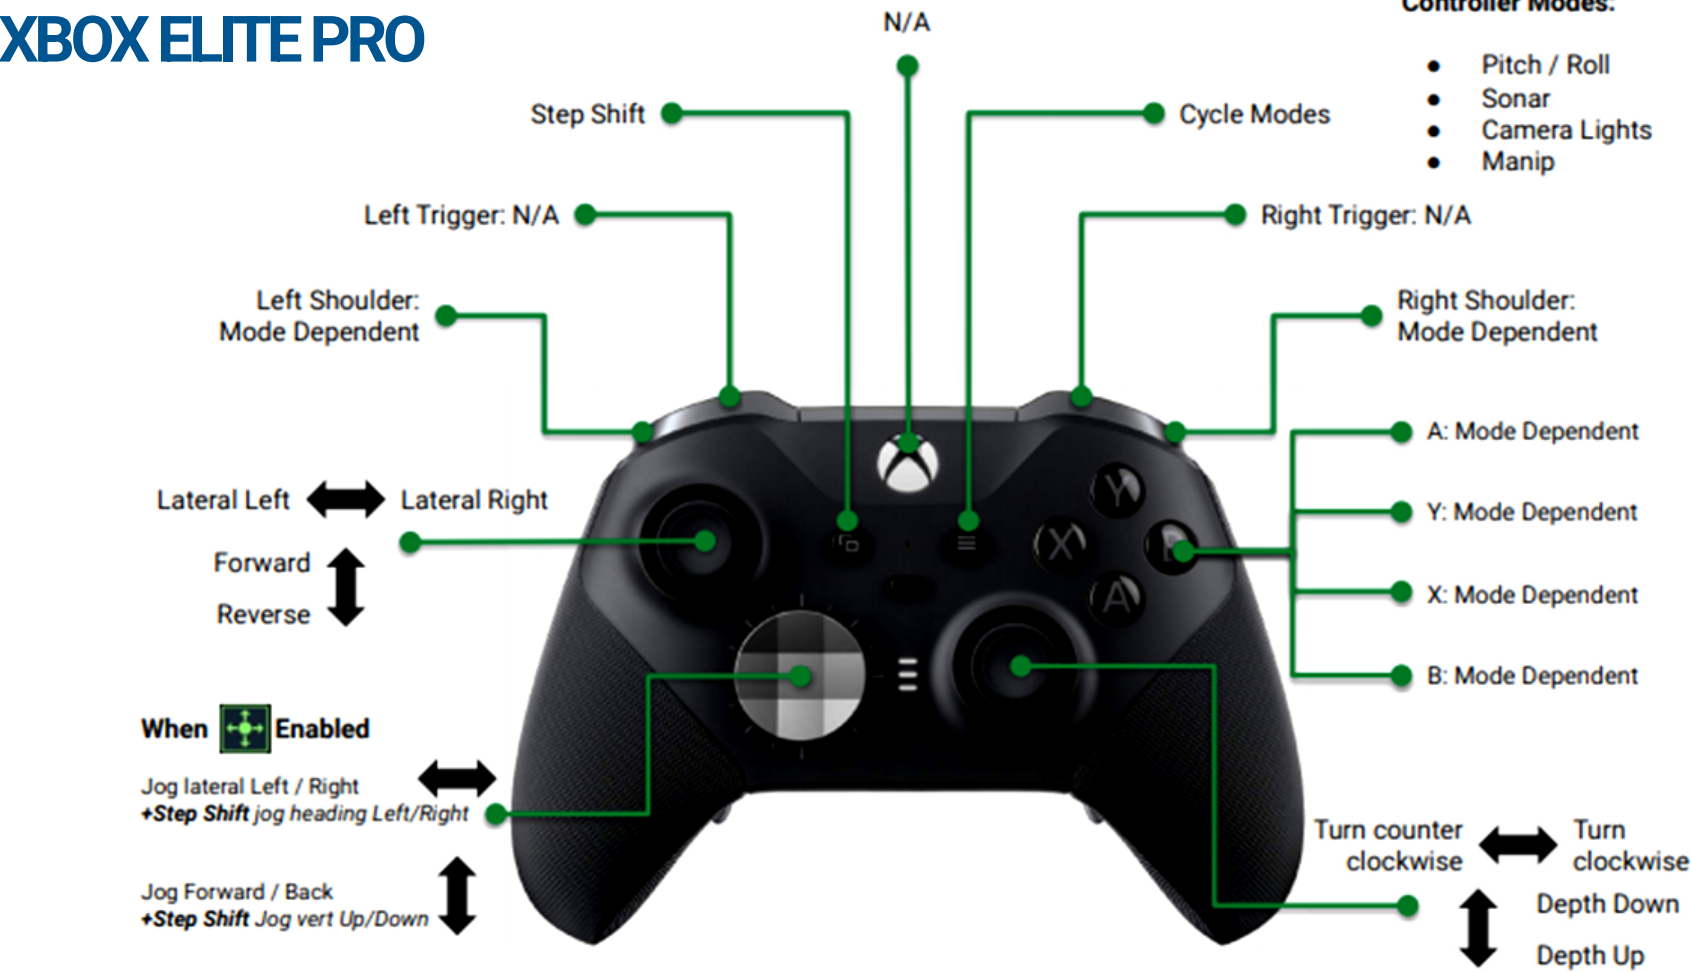 XBOX ELITE PRO
N/A
Controller Modes:
● Pitch / Roll
● Sonar
● Camera Lights
● Manip
Step Shift
Cycle Modes
Left Trigger: N/A
Right Trigger: N/A
Left Shoulder:
Mode Dependent
Right Shoulder:
Mode Dependent
A: Mode Dependent
Y: Mode Dependent
X: Mode Dependent
B: Mode Dependent
Lateral Left
Lateral Right
Forward
Reverse
Y
X
B
A
When Enabled
Jog lateral Left / Right
+Step Shift jog heading Left/Right
Jog Forward / Back
+Step Shift Jog vert Up/Down
Turn counter
clockwise
Turn
clockwise
Depth Down
Depth Up